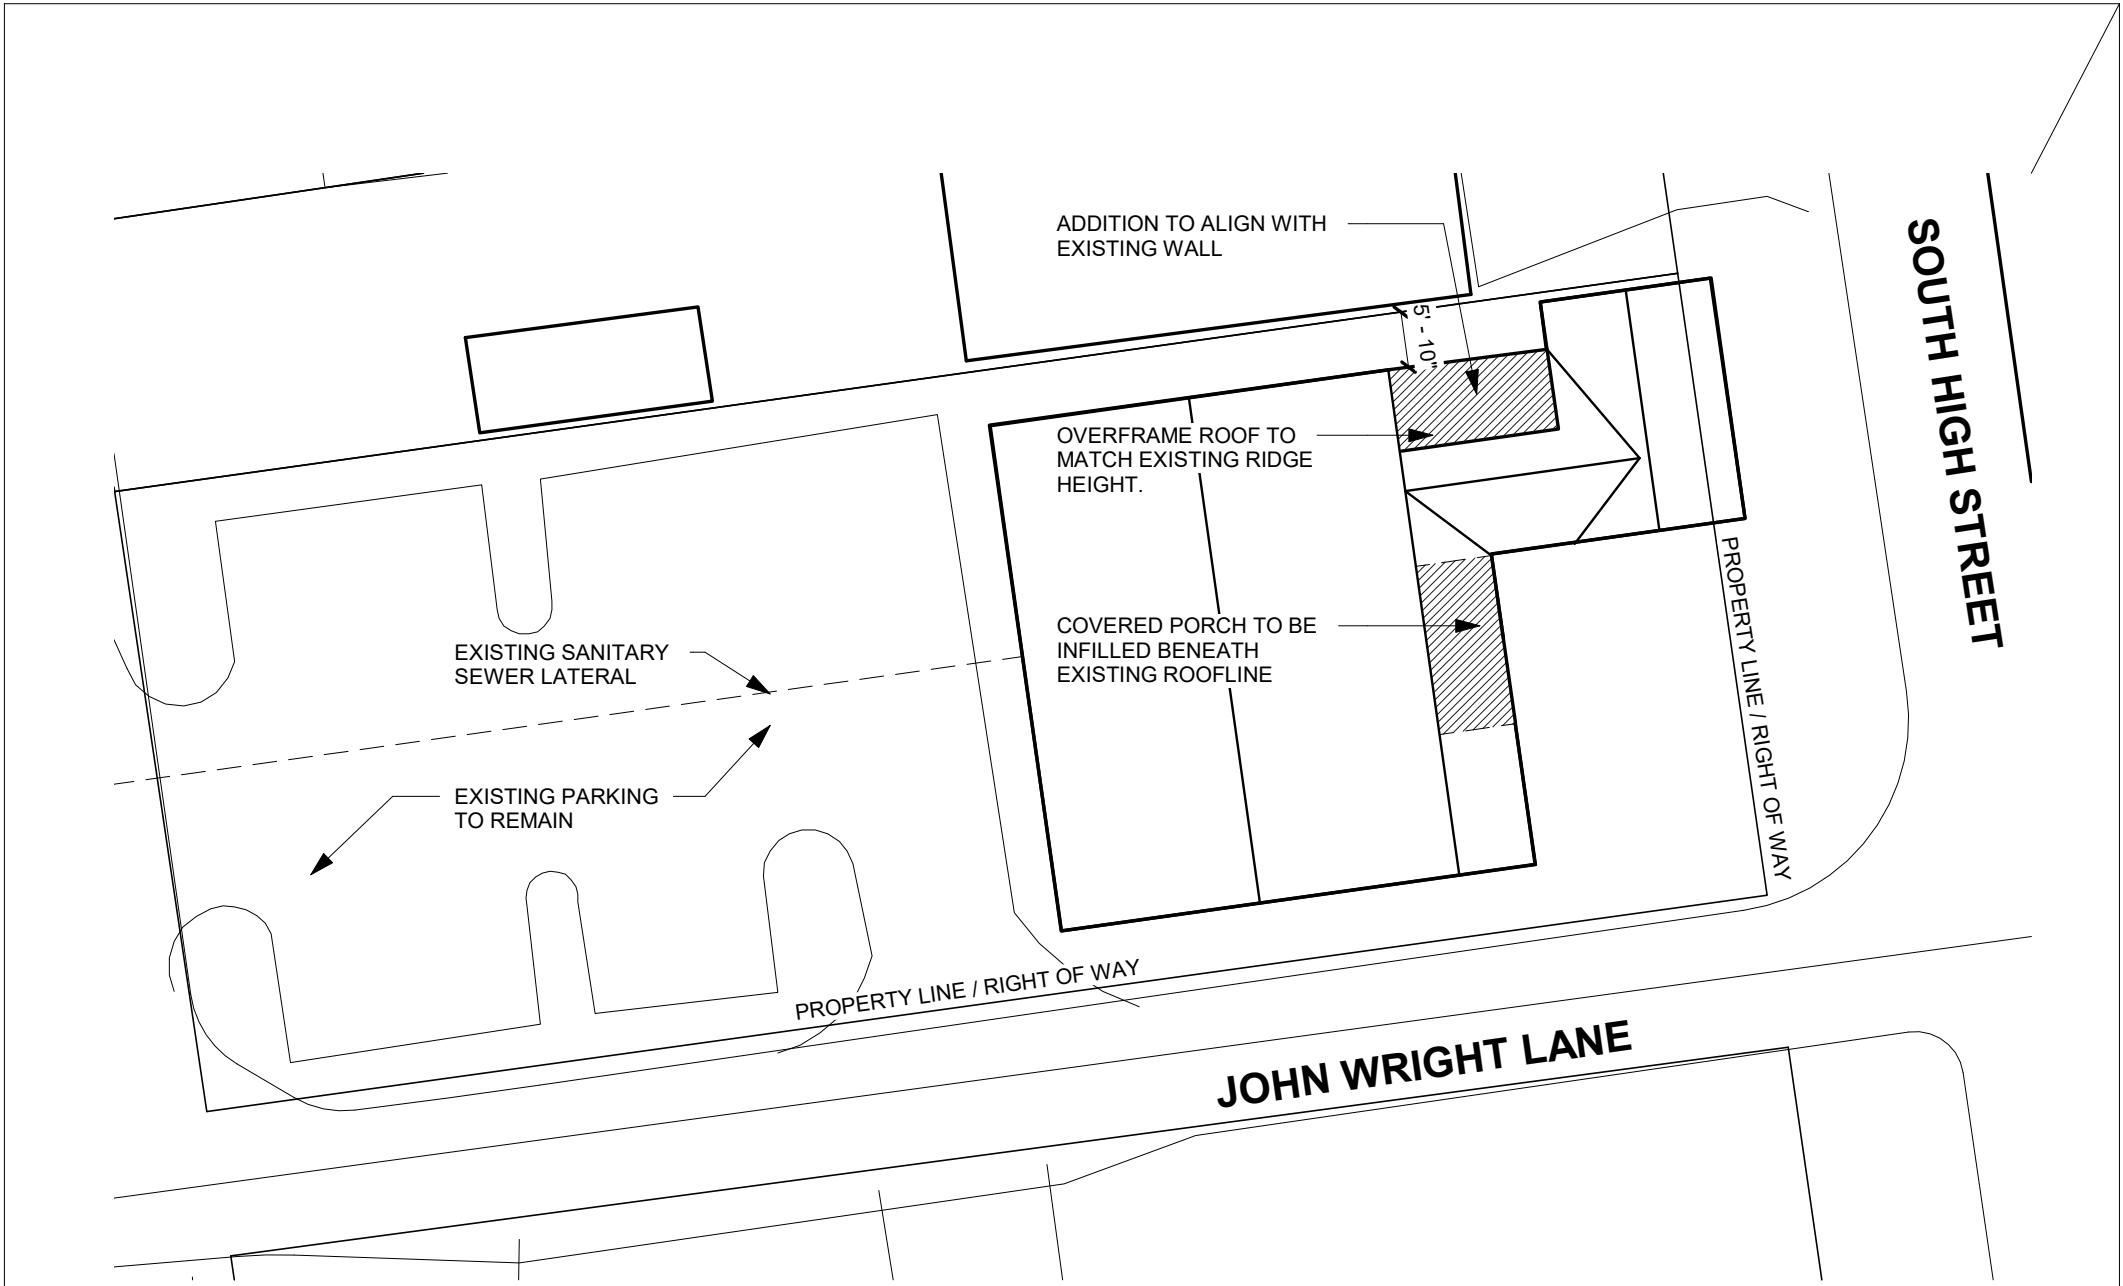 ADDITION TO ALIGN WITH
EXISTING WALL
SOUTH HIGH STREET
5' - 10"
OVERFRAME ROOF TO
MATCH EXISTING RIDGE
HEIGHT.
COVERED PORCH TO BE
INFILLED BENEATH
EXISTING ROOFLINE
PROPERTY LINE / RIGHT OF WAY
EXISTING SANITARY
SEWER LATERAL
EXISTING PARKING
TO REMAIN
PROPERTY LINE / RIGHT OF WAY
JOHN WRIGHT LANE